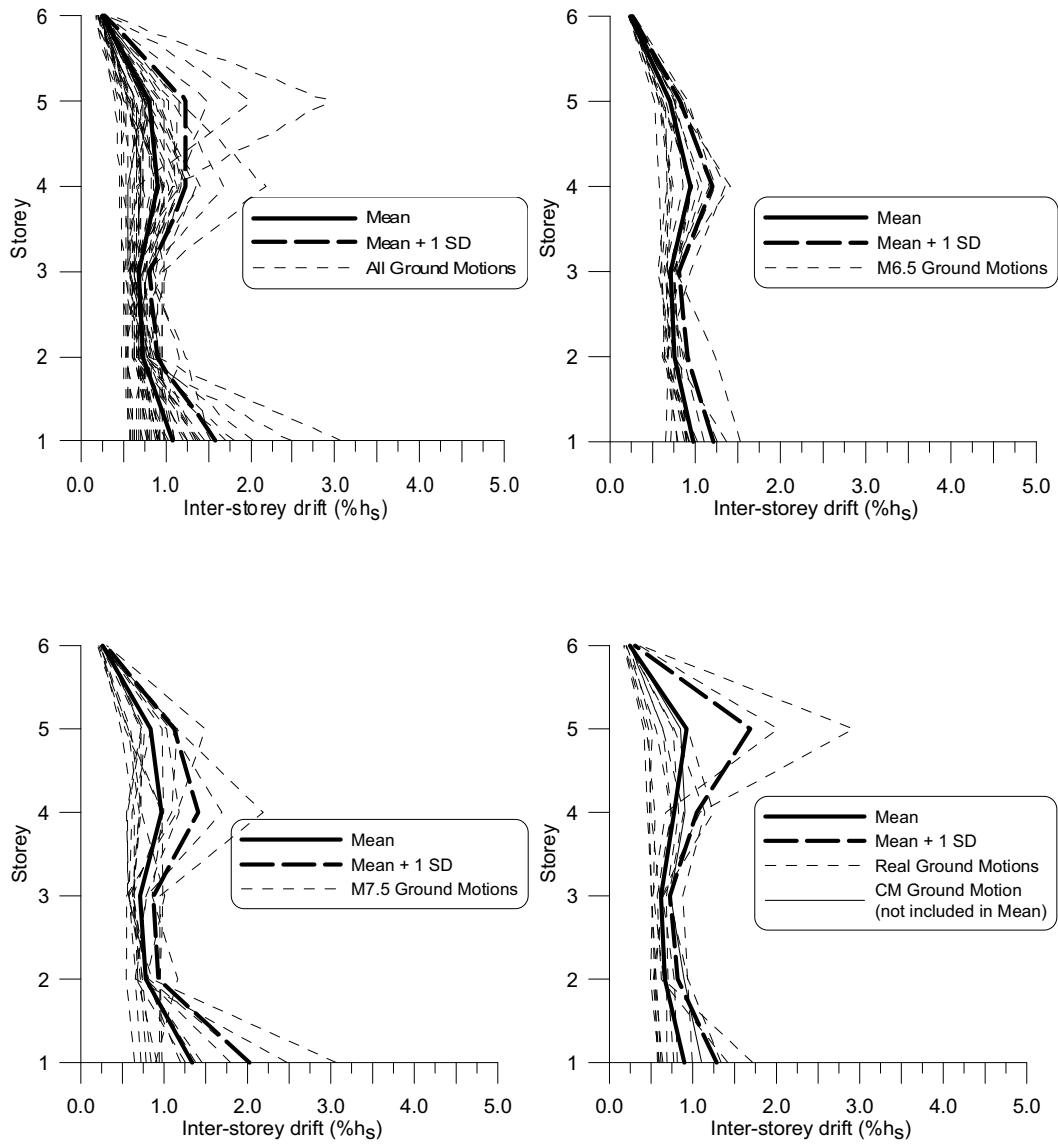 6
5
4
3
2
1
Storey
0.0 1.0 2.0 3.0 4.0 5.0
Inter-storey drift (%hs)
Mean
Mean + 1 SD
All Ground Motions
6
5
4
3
2
1
Storey
0.0 1.0 2.0 3.0 4.0 5.0
Inter-storey drift (%hs)
Mean
Mean + 1 SD
M6.5 Ground Motions
6
5
4
3
2
1
Storey
0.0 1.0 2.0 3.0 4.0 5.0
Inter-storey drift (%hs)
Mean
Mean + 1 SD
M7.5 Ground Motions
6
5
4
3
2
1
Storey
0.0 1.0 2.0 3.0 4.0 5.0
Inter-storey drift (%hs)
Mean
Mean + 1 SD
Real Ground Motions
CM Ground Motion
(not included in Mean)